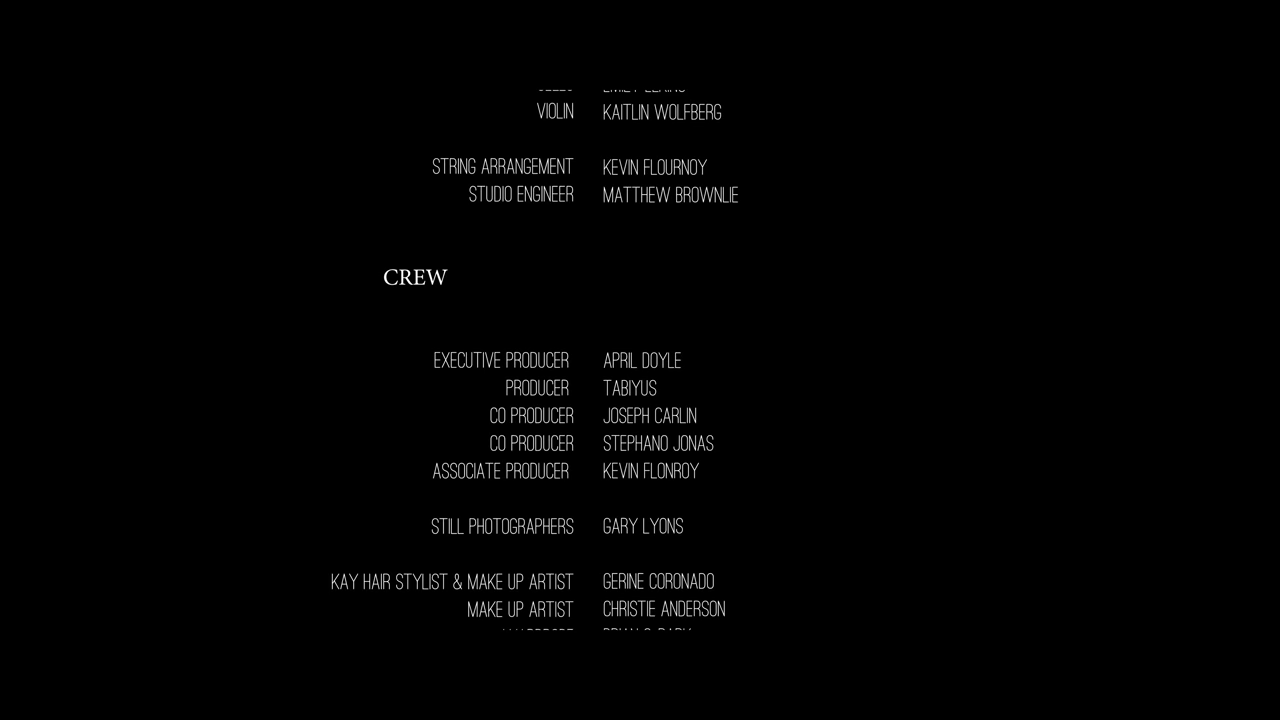 VIOLIN KAITLIN WOLFBERG
STRING ARRANGEMENT KEVIN FLOURNOY
STUDIO ENGINEER MATTHEW BROWNLIE
CREW
EXECUTIVE PRODUCER APRIL DOYLE
PRODUCER TABIYUS
CO PRODUCER JOSEPH CARLIN
CO PRODUCER STEPHANO JONAS
ASSOCIATE PRODUCER KEVIN FLONROY
STILL PHOTOGRAPHERS GARY LYONS
KAY HAIR STYLIST & MAKE UP ARTIST GERINE CORONADO
MAKE UP ARTIST CHRISTIE ANDERSON